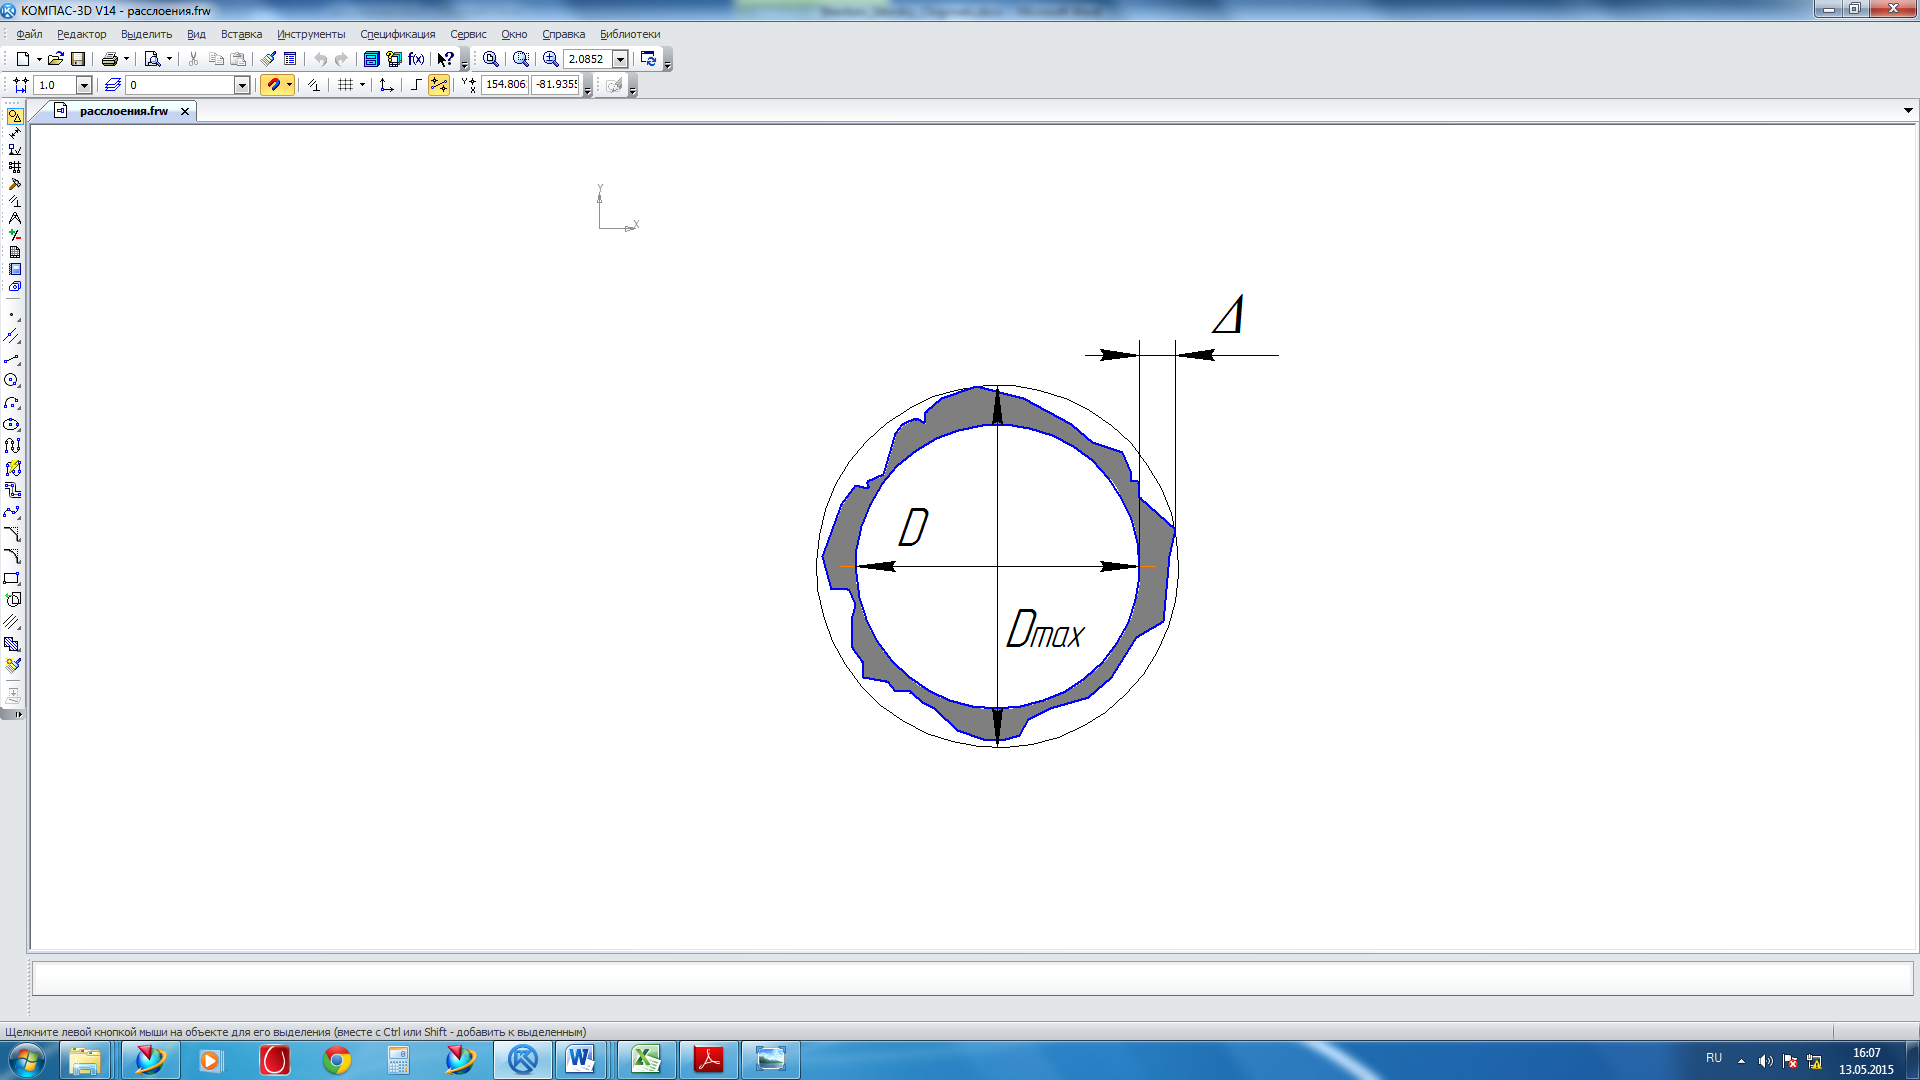 КОМПАС-3D V14 - расслоения.frw
Файл Редактор Выделить Вид Вставка Инструменты Спецификация Сервис Окно Справка Библиотеки
f(x) 2.0852
1.0 0 154.806 -81.935
расслоения.frw
Y
X
Δ
D
Dmax
Щелкните левой кнопкой мыши на объекте для его выделения (вместе с Ctrl или Shift - добавить к выделенным)
RU 16:07
13.05.2015